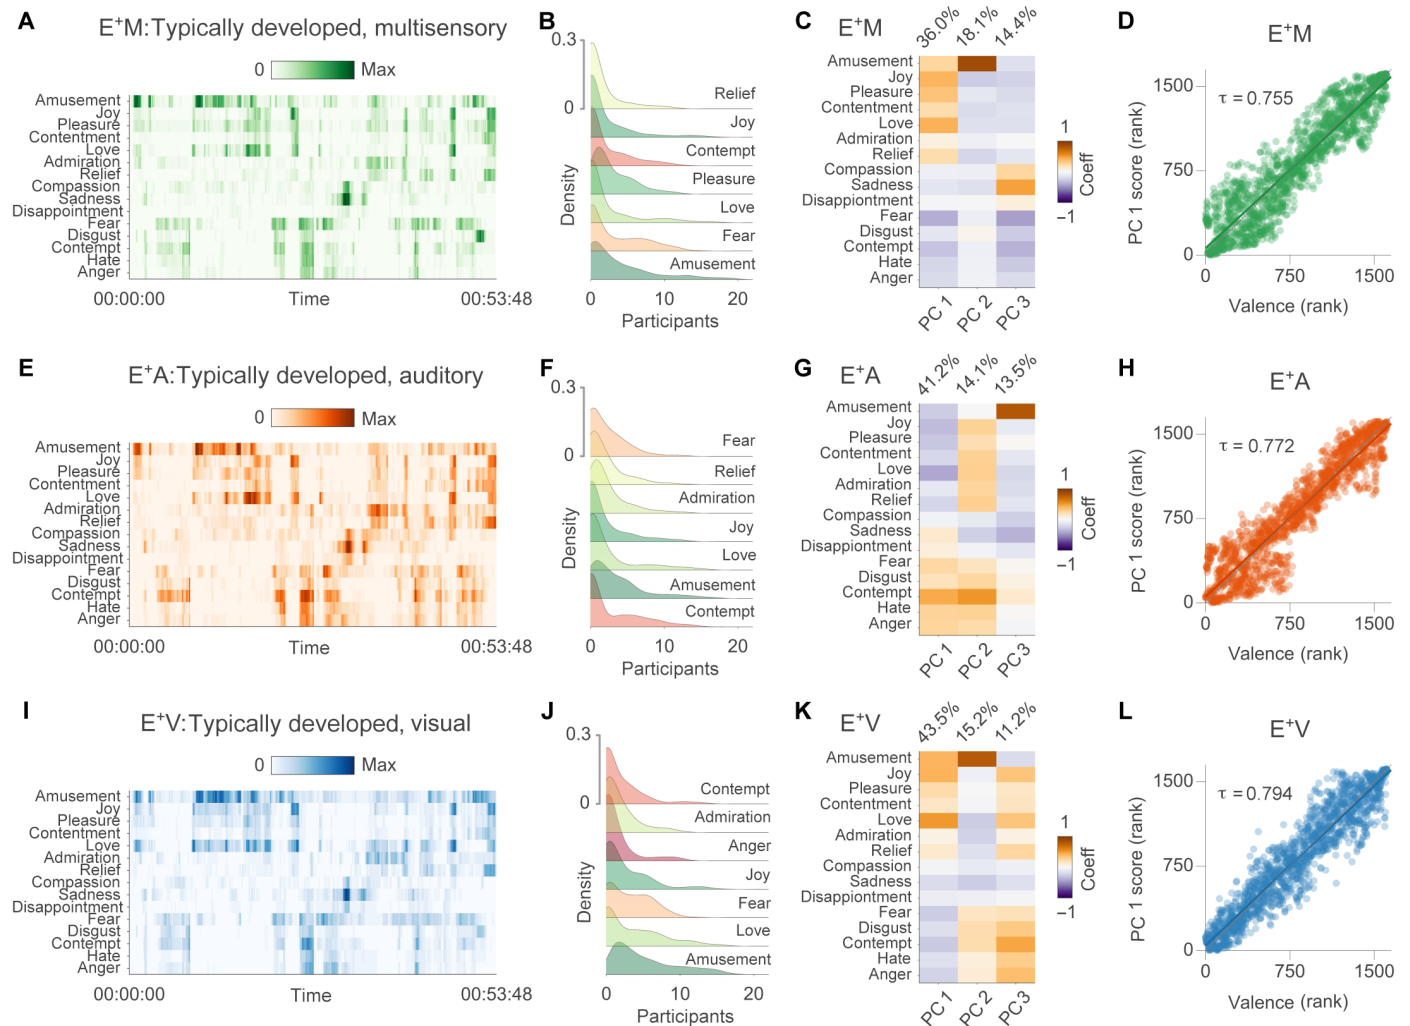 A
E+M:Typically developed, multisensory
0 Max
Amusement
Joy
Pleasure
Contentment
Love
Admiration
Relief
Compassion
Sadness
Disappointment
Fear
Disgust
Contempt
Hate
Anger
00:00:00 Time 00:53:48
B
0.3
0
Density
Relief
Joy
Contempt
Pleasure
Love
Fear
Amusement
0 10 20
Participants
C
E+M
36.0% 18.1% 14.4%
Amusement
Joy
Pleasure
Contentment
Love
Admiration
Relief
Compassion
Sadness
Disappiontment
Fear
Disgust
Contempt
Hate
Anger
PC 1 PC 2 PC 3
1
Coeff
−1
D
E+M
τ = 0.755
PC 1 score (rank)
1500
750
0
0 750 1500
Valence (rank)
E
E+A:Typically developed, auditory
0 Max
Amusement
Joy
Pleasure
Contentment
Love
Admiration
Relief
Compassion
Sadness
Disappointment
Fear
Disgust
Contempt
Hate
Anger
00:00:00 Time 00:53:48
F
0.3
0
Density
Fear
Relief
Admiration
Joy
Love
Amusement
Contempt
0 10 20
Participants
G
E+A
41.2% 14.1% 13.5%
Amusement
Joy
Pleasure
Contentment
Love
Admiration
Relief
Compassion
Sadness
Disappiontment
Fear
Disgust
Contempt
Hate
Anger
PC 1 PC 2 PC 3
1
Coeff
−1
H
E+A
τ = 0.772
PC 1 score (rank)
1500
750
0
0 750 1500
Valence (rank)
I
E+V:Typically developed, visual
0 Max
Amusement
Joy
Pleasure
Contentment
Love
Admiration
Relief
Compassion
Sadness
Disappointment
Fear
Disgust
Contempt
Hate
Anger
00:00:00 Time 00:53:48
J
0.3
0
Density
Contempt
Admiration
Anger
Joy
Fear
Love
Amusement
0 10 20
Participants
K
E+V
43.5% 15.2% 11.2%
Amusement
Joy
Pleasure
Contentment
Love
Admiration
Relief
Compassion
Sadness
Disappiontment
Fear
Disgust
Contempt
Hate
Anger
PC 1 PC 2 PC 3
1
Coeff
−1
L
E+V
τ = 0.794
PC 1 score (rank)
1500
750
0
0 750 1500
Valence (rank)